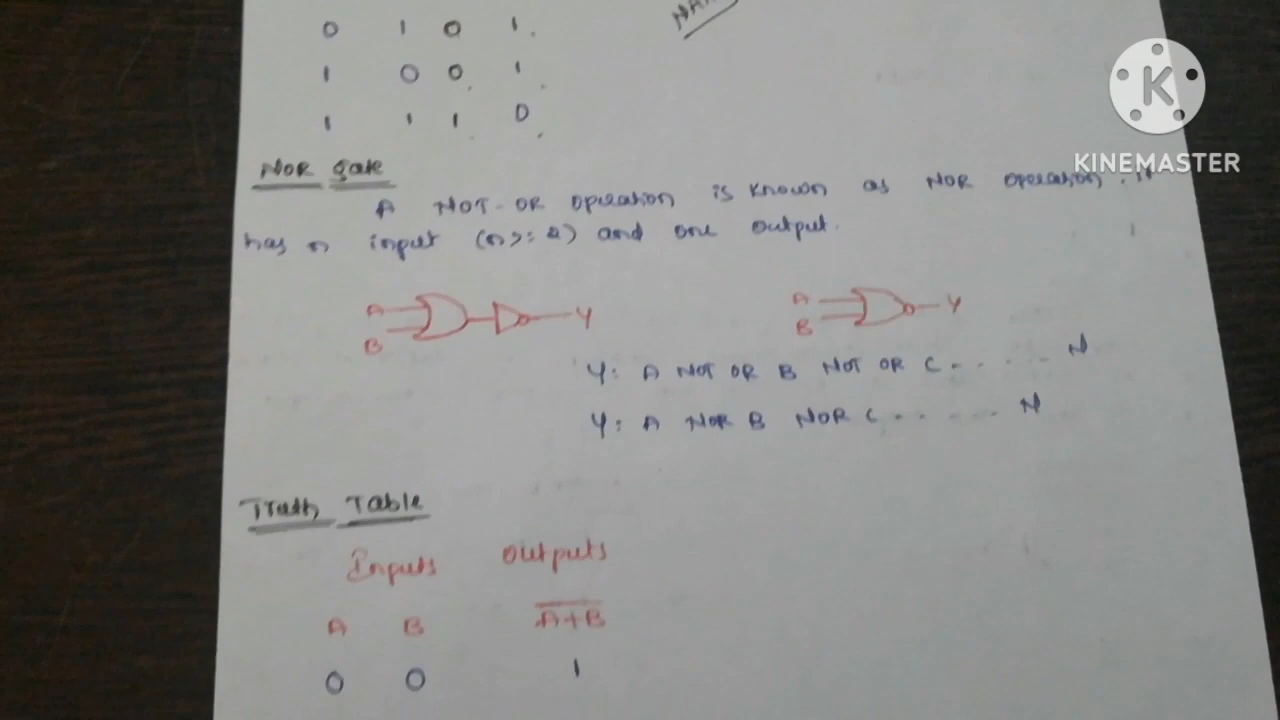 0 1 0 1.
1 0 0. 1.
1 1 1. 0.
NOR gate
A NOT-OR operation is known as NOR operation. It
has n input (n>=2) and one output.
A
B
Y
A
B
Y
Y: A NOT OR B NOT OR C........ N
Y: A NOR B NOR C....... N
Truth Table
Inputs Outputs
A B A+B
0 0 1
K
KINEMASTER